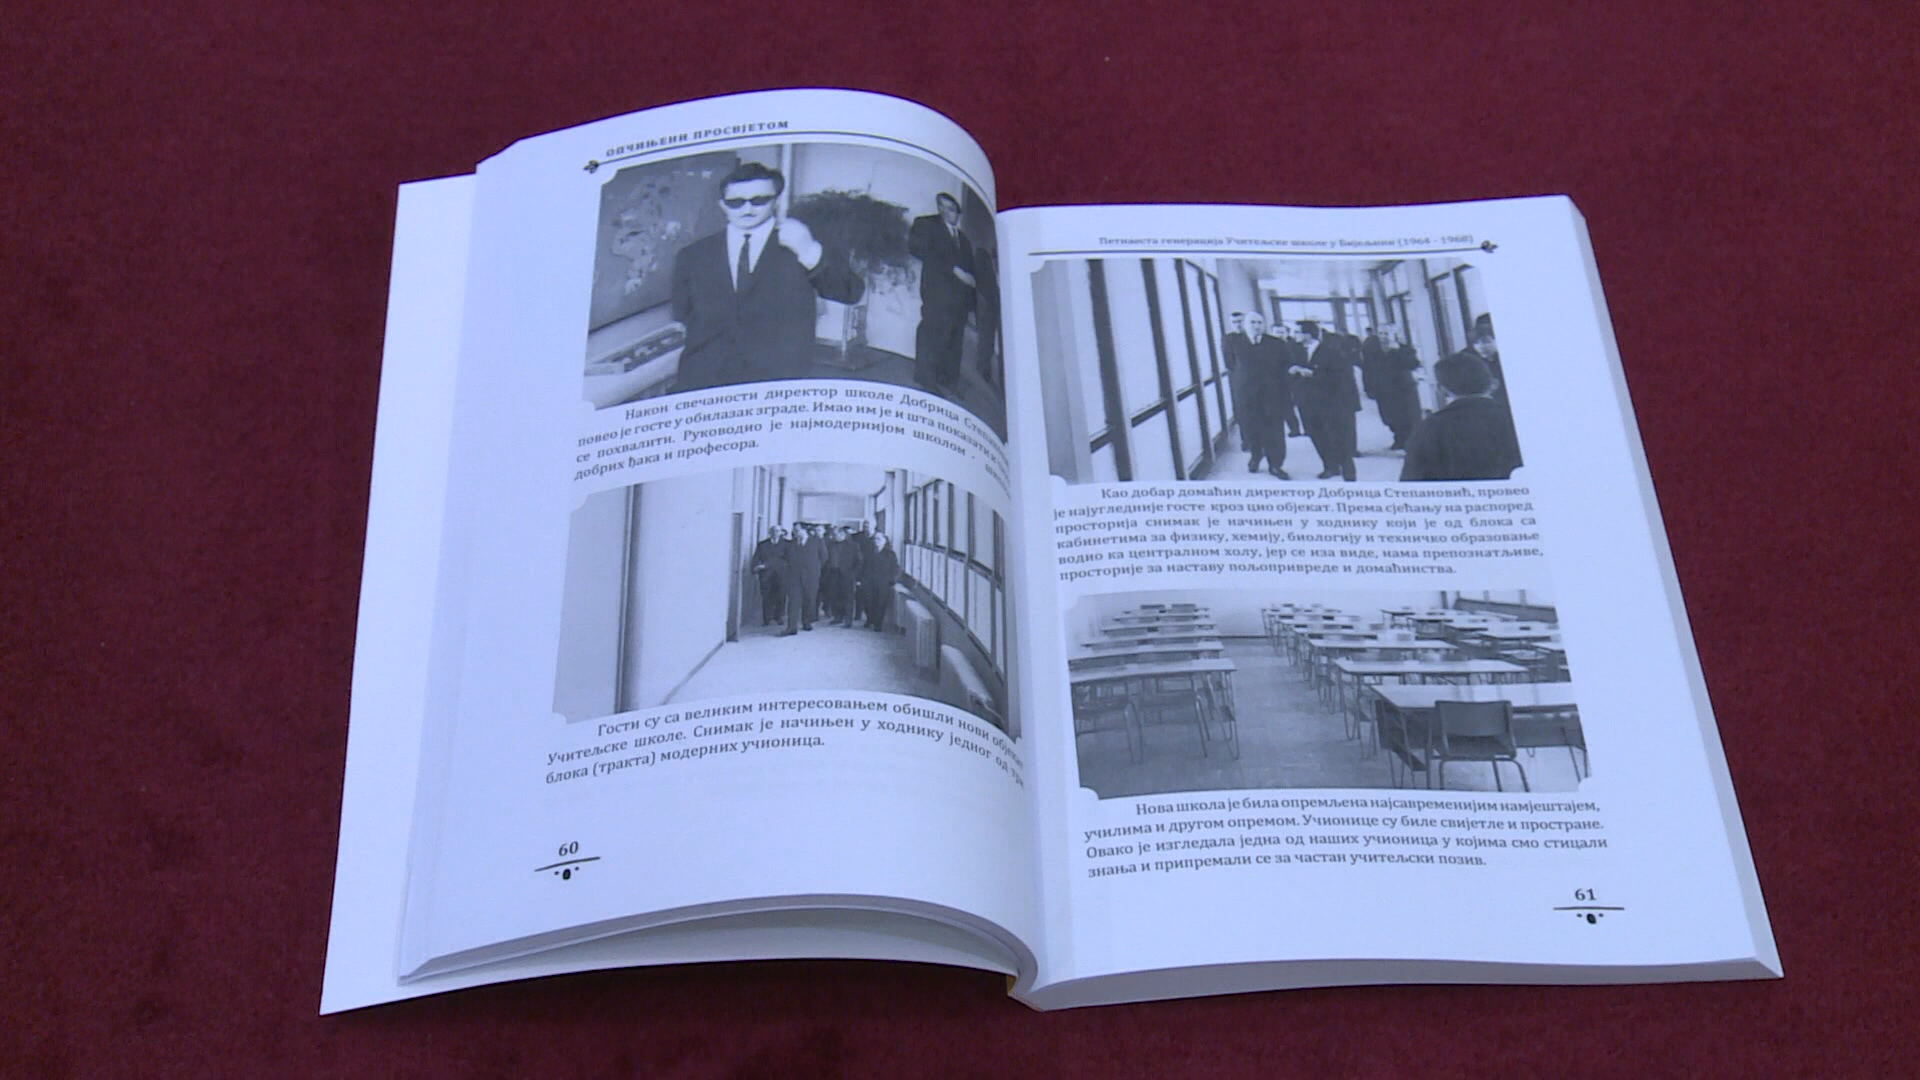 ОПЧИЊЕНИ ПРОСВЈЕТОМ
Након свечаности директор школе Добрица
повео је госте у обилазак зграде. Имао им је и шта показати и
се похвалити. Руководио је најмодернијом школом -
добрих ђака и професора.
Гости су са великим интересовањем обишли нови
Учитељске школе. Снимак је начињен у ходнику једног од три
блока (тракта) модерних учионица.
60
Петнаеста генерација Учитељске школе у Бијељини (1964 - 1968)
Као добар домаћин директор Добрица Степановић, провео
је најугледније госте кроз цио објекат. Према сјећању на распоред
просторија снимак је начињен у ходнику који је од блока са
кабинетима за физику, хемију, биологију и техничко образовање
водио ка централном холу, јер се иза виде, нама препознатљиве,
просторије за наставу пољопривреде и домаћинства.
Нова школа је била опремљена најсавременијим намјештајем,
училима и другом опремом. Учионице су биле свијетле и простране.
Овако је изгледала једна од наших учионица у којима смо стицали
знања и припремали се за частан учитељски позив.
61